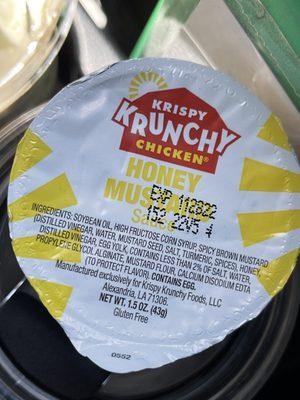 KRISPY
KRUNCHY
CHICKEN®
HONEY
MUSTARD
EXP 112822
152 2245 4
INGREDIENTS: SOYBEAN OIL, HIGH FRUCTOSE CORN SYRUP, SPICY BROWN MUSTARD
(DISTILLED VINEGAR, WATER, MUSTARD SEED, SALT, TURMERIC, SPICES), HONEY,
DISTILLED VINEGAR, EGG YOLK, CONTAINS LESS THAN 2% OF SALT, WATER,
PROPYLENE GLYCOL ALGINATE, MUSTARD FLOUR, CALCIUM DISODIUM EDTA
(TO PROTECT FLAVOR). CONTAINS EGG.
Manufactured exclusively for Krispy Krunchy Foods, LLC
Alexandria, LA 71306.
NET WT. 1.5 OZ. (43g)
Gluten Free
0552